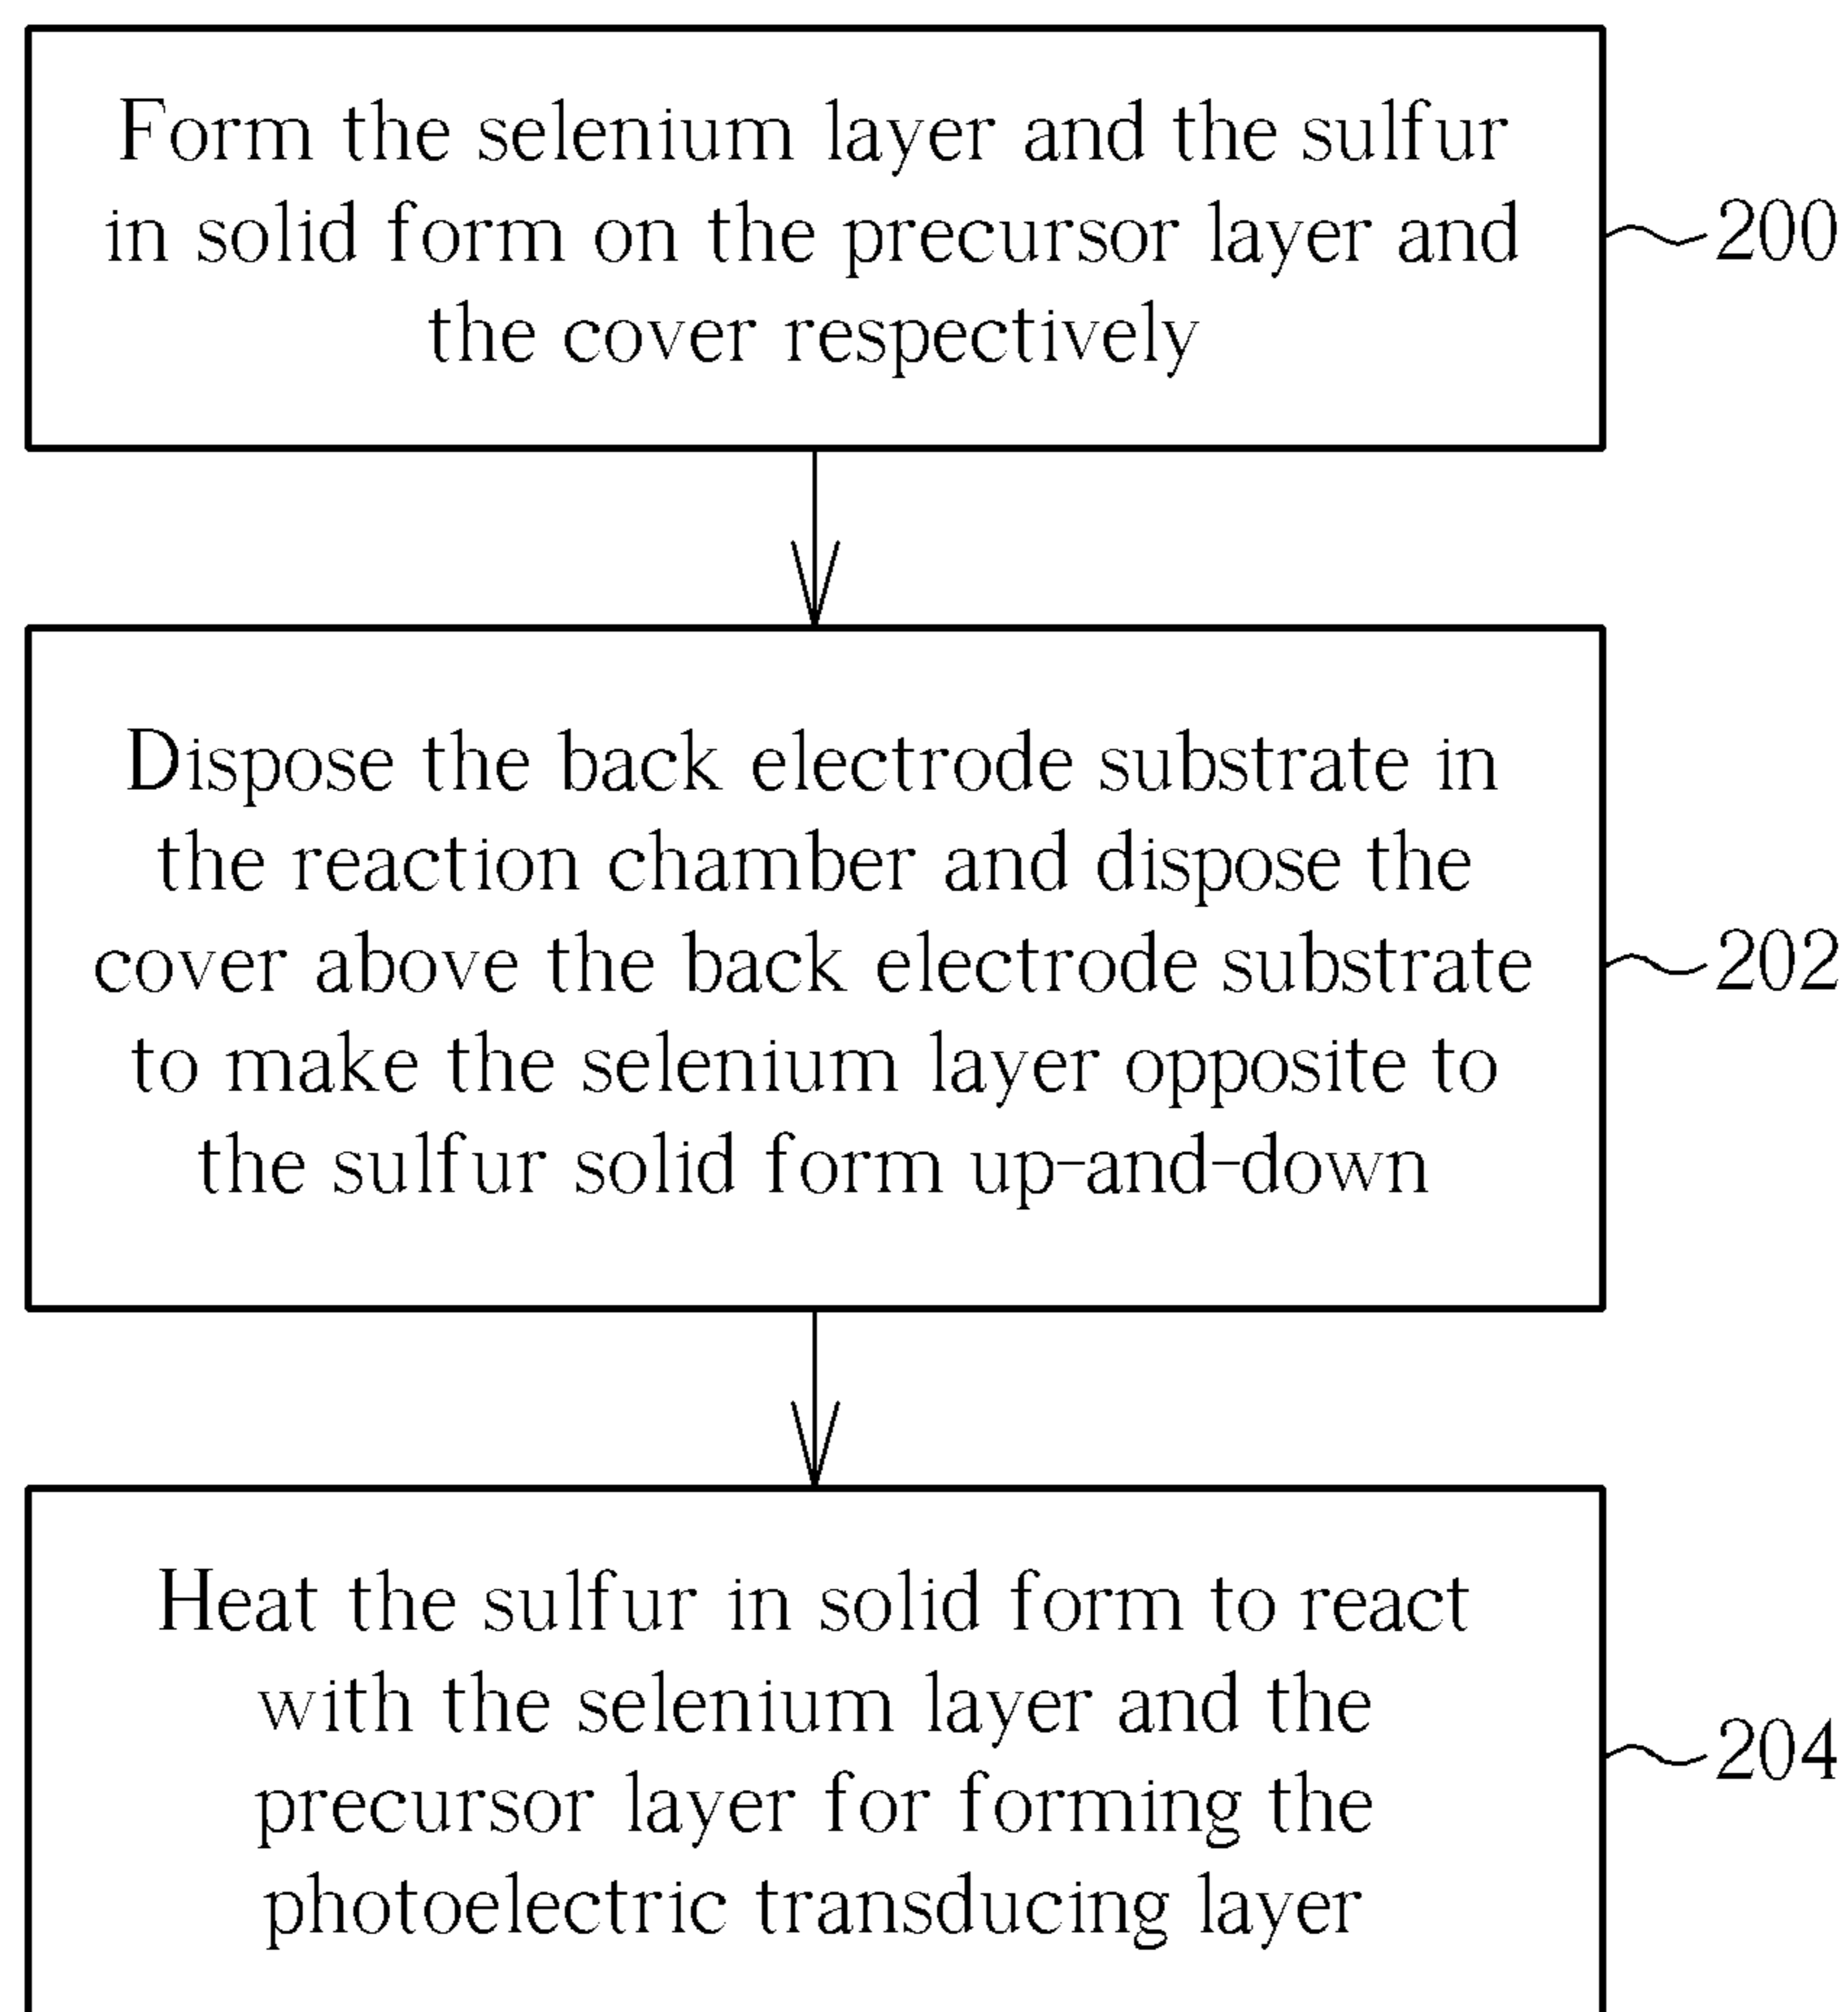 Form the selenium layer and the sulfur
in solid form on the precursor layer and
the cover respectively
200
Dispose the back electrode substrate in
the reaction chamber and dispose the
cover above the back electrode substrate
to make the selenium layer opposite to
the sulfur solid form up-and-down
202
Heat the sulfur in solid form to react
with the selenium layer and the
precursor layer for forming the
photoelectric transducing layer
204